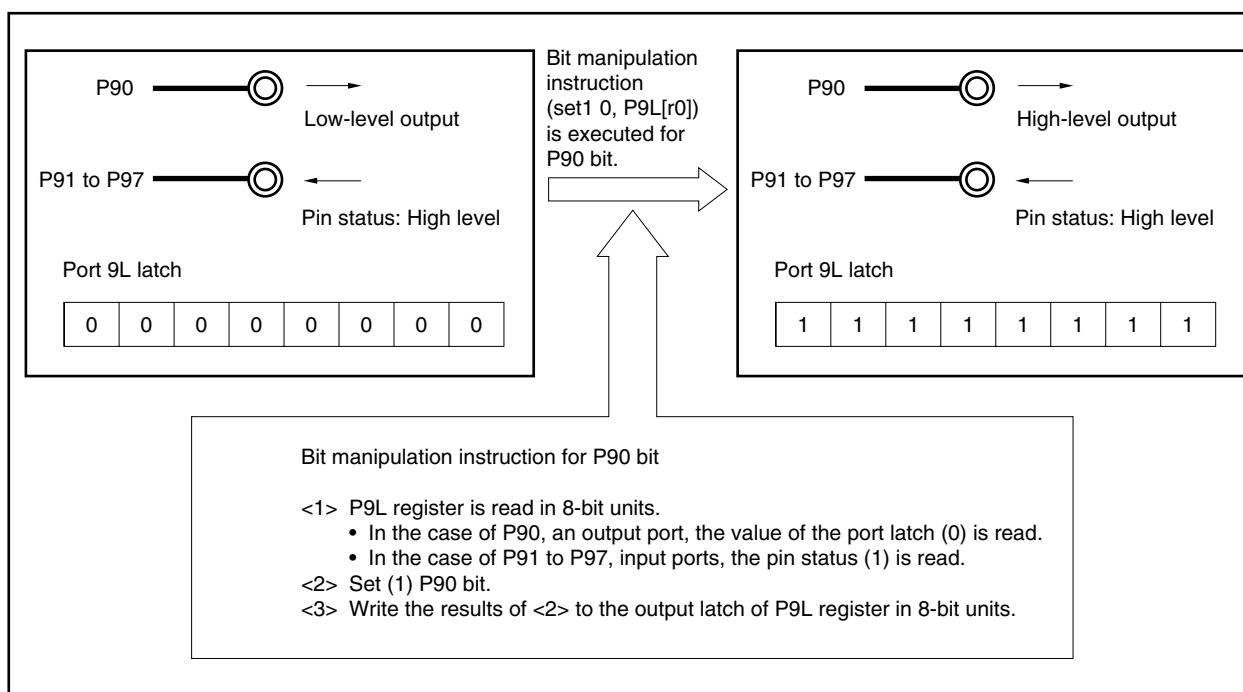 P90
Low-level output
P91 to P97
Pin status: High level
Port 9L latch
0 0 0 0 0 0 0 0
Bit manipulation
instruction
(set1 0, P9L[r0])
is executed for
P90 bit.
P90
High-level output
P91 to P97
Pin status: High level
Port 9L latch
1 1 1 1 1 1 1 1
Bit manipulation instruction for P90 bit
<1> P9L register is read in 8-bit units.
• In the case of P90, an output port, the value of the port latch (0) is read.
• In the case of P91 to P97, input ports, the pin status (1) is read.
<2> Set (1) P90 bit.
<3> Write the results of <2> to the output latch of P9L register in 8-bit units.